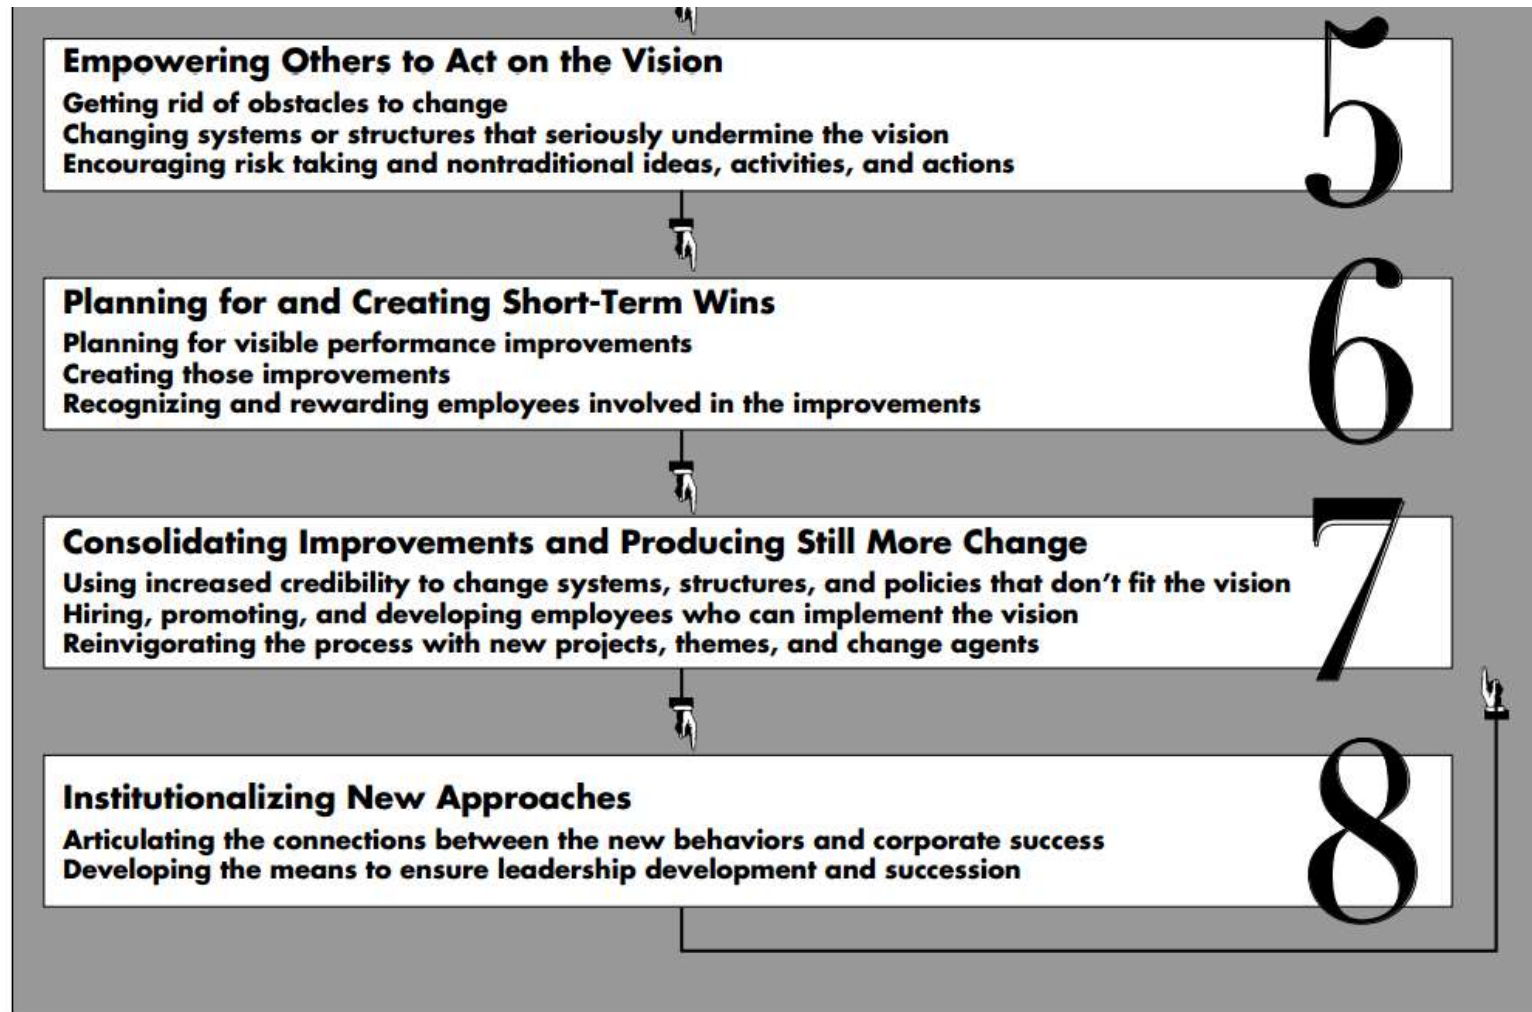 Empowering Others to Act on the Vision
5
Getting rid of obstacles to change
Changing systems or structures that seriously undermine the vision
Encouraging risk taking and nontraditional ideas, activities, and actions
Planning for and Creating Short-Term Wins
6
Planning for visible performance improvements
Creating those improvements
Recognizing and rewarding employees involved in the improvements
Consolidating Improvements and Producing Still More Change
7
Using increased credibility to change systems, structures, and policies that don’t fit the vision
Hiring, promoting, and developing employees who can implement the vision
Reinvigorating the process with new projects, themes, and change agents
Institutionalizing New Approaches
8
Articulating the connections between the new behaviors and corporate success
Developing the means to ensure leadership development and succession